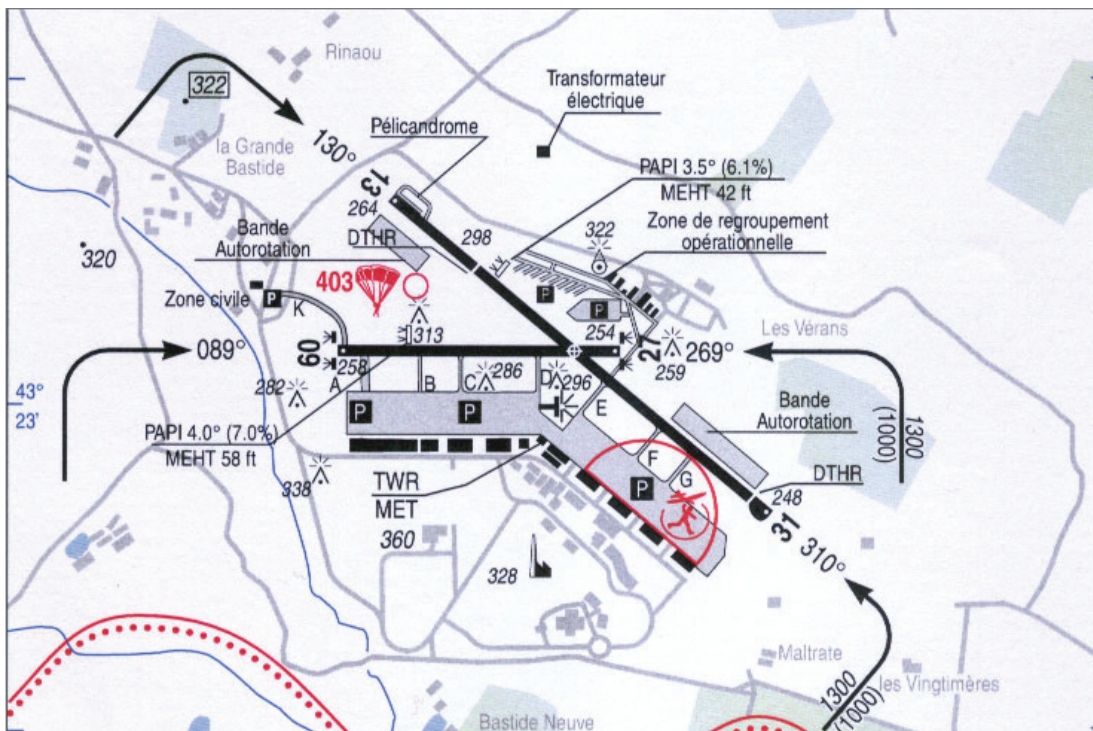 Rinaou
322
la Grande
Bastide
130°
Pélicandrome
Transformateur
électrique
PAPI 3.5° (6.1%)
MEHT 42 ft
13
264
Bande
Autorotation
DTHR
298
322
Zone de regroupement
opérationnelle
320
403
Zone civile
P
K
313
P
P
254
Les Vérans
089°
09
258
27
269°
259
43°
23'
282
A
B
C
286
D
296
E
P
P
Bande
Autorotation
1300
(1000)
PAPI 4.0° (7.0%)
MEHT 58 ft
338
TWR
MET
360
F
G
P
DTHR
248
31
310°
328
Maltrate
les Vingtimères
1300
(1000)
Bastide Neuve